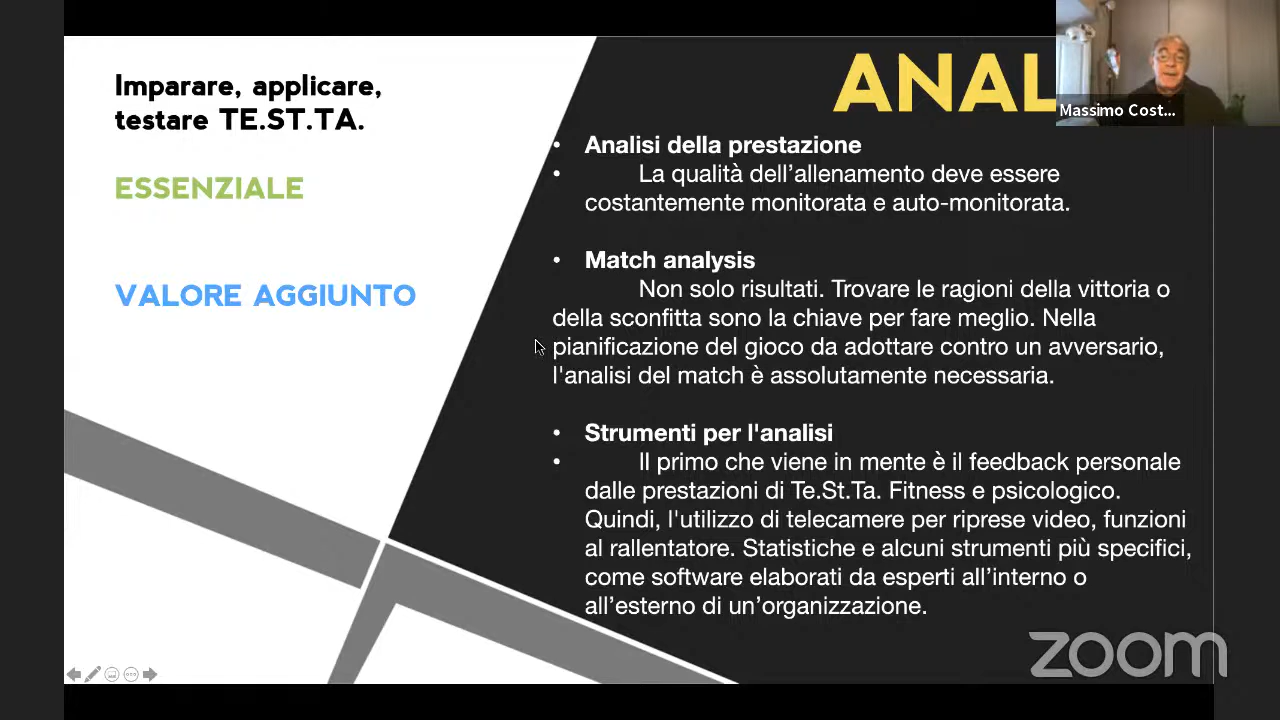 Imparare, applicare,
testare TE.ST.TA.
ESSENZIALE
VALORE AGGIUNTO
ANAL
Massimo Cost...
• Analisi della prestazione
• La qualità dell’allenamento deve essere
costantemente monitorata e auto-monitorata.
• Match analysis
Non solo risultati. Trovare le ragioni della vittoria o
della sconfitta sono la chiave per fare meglio. Nella
pianificazione del gioco da adottare contro un avversario,
l'analisi del match è assolutamente necessaria.
• Strumenti per l'analisi
• Il primo che viene in mente è il feedback personale
dalle prestazioni di Te.St.Ta. Fitness e psicologico.
Quindi, l'utilizzo di telecamere per riprese video, funzioni
al rallentatore. Statistiche e alcuni strumenti più specifici,
come software elaborati da esperti all’interno o
all’esterno di un’organizzazione.
zoom